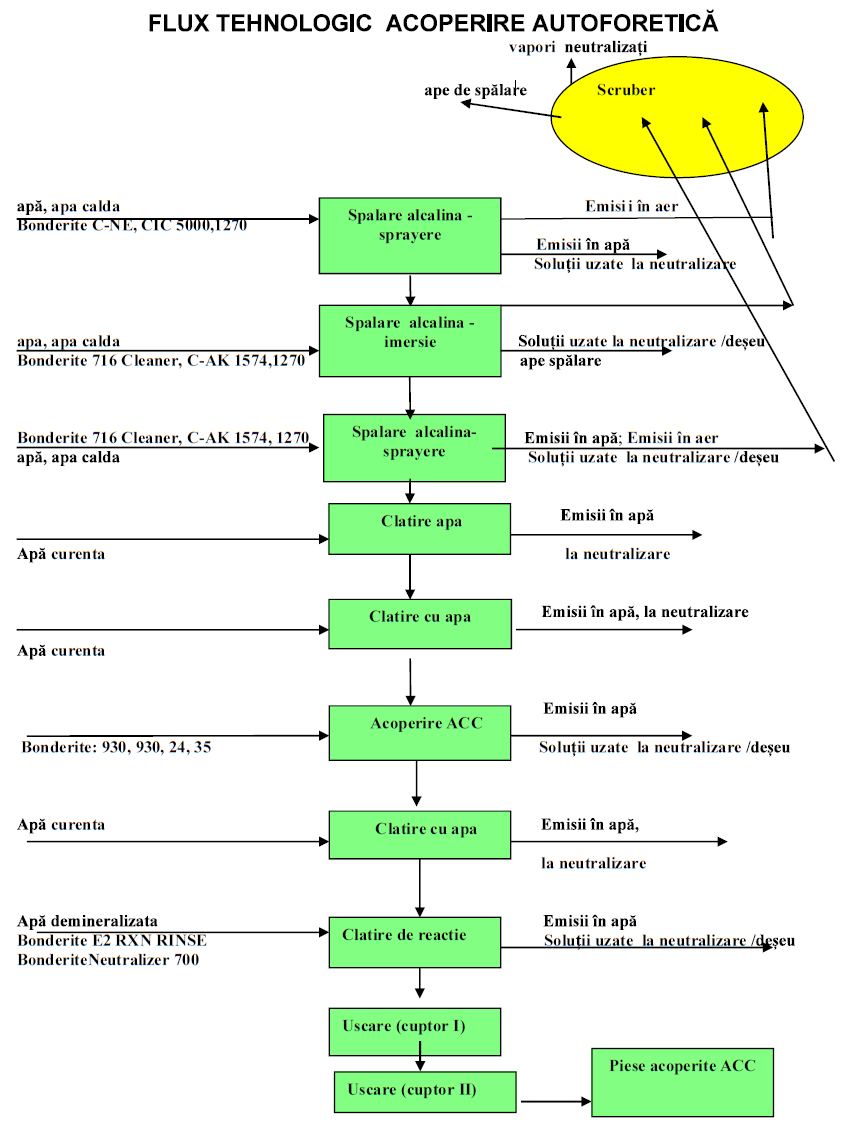 FLUX TEHNOLOGIC ACOPERIRE AUTOFORETICĂ
vapori neutralizați
ape de spălare
Scruber
apă, apa calda
Bonderite C-NE, CIC 5000,1270
Spalare alcalina -
sprayere
Emisii în aer
Emisii în apă
Soluții uzate la neutralizare
apa, apa calda
Bonderite 716 Cleaner, C-AK 1574,1270
Spalare alcalina -
imersie
Soluții uzate la neutralizare /deșeu
ape spălare
Bonderite 716 Cleaner, C-AK 1574, 1270
apă, apa calda
Spalare alcalina-
sprayere
Emisii în apă; Emisii în aer
Soluții uzate la neutralizare /deșeu
Clatire apa
Emisii în apă
la neutralizare
Apă curenta
Clatire cu apa
Emisii în apă, la neutralizare
Apă curenta
Acoperire ACC
Emisii în apă
Bonderite: 930, 930, 24, 35
Soluții uzate la neutralizare /deșeu
Apă curenta
Clatire cu apa
Emisii în apă,
la neutralizare
Apă demineralizata
Bonderite E2 RXN RINSE
BonderiteNeutralizer 700
Clatire de reactie
Emisii în apă
Soluții uzate la neutralizare /deșeu
Uscare (cuptor I)
Uscare (cuptor II)
Piese acoperite ACC